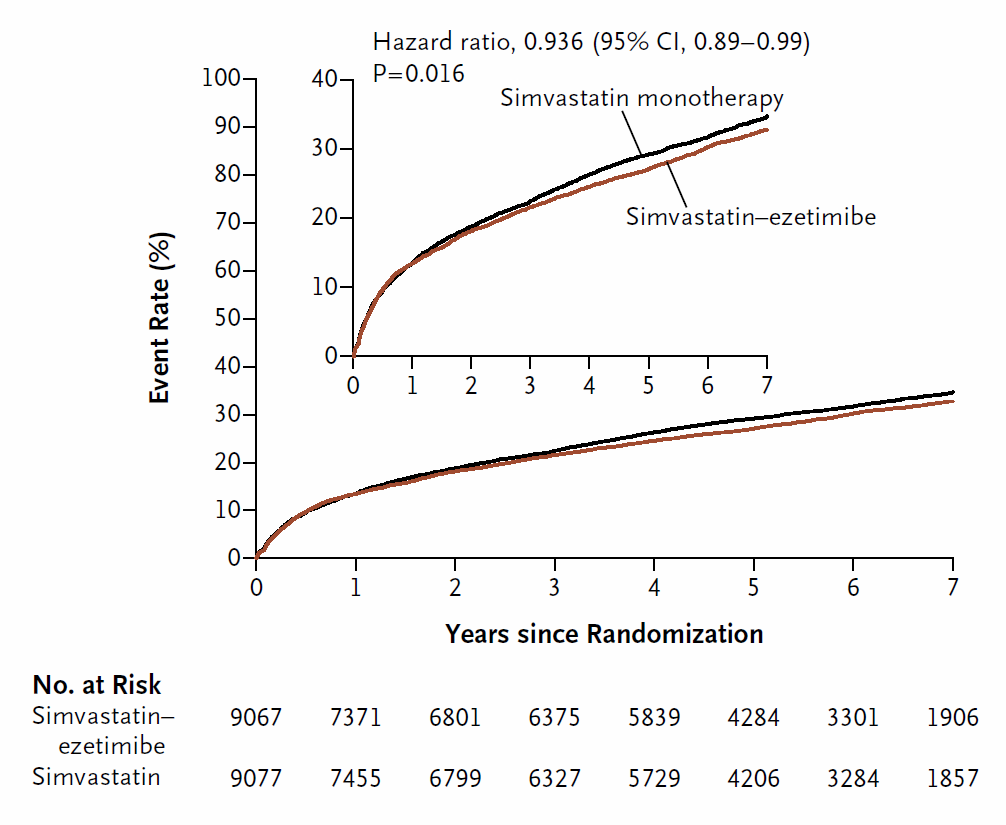 Hazard ratio, 0.936 (95% CI, 0.89–0.99)
P=0.016
Simvastatin monotherapy
Simvastatin–ezetimibe
40
30
20
10
0
0 1 2 3 4 5 6 7
Event Rate (%)
100
90
80
70
60
50
40
30
20
10
0
0 1 2 3 4 5 6 7
Years since Randomization
No. at Risk
Simvastatin– 9067 7371 6801 6375 5839 4284 3301 1906
ezetimibe
Simvastatin 9077 7455 6799 6327 5729 4206 3284 1857